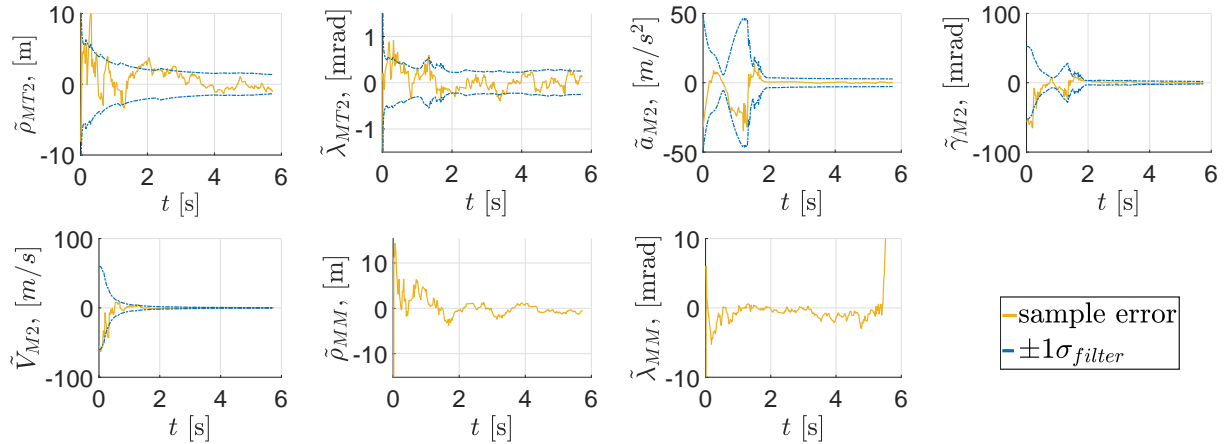 10
0
-10
0 2 4 6
t [s]
ρ̃_{MT2}, [m]
1
0
-1
0 2 4 6
t [s]
λ̃_{MT2}, [mrad]
50
0
-50
0 2 4 6
t [s]
ã_{M2}, [m/s²]
100
0
-100
0 2 4 6
t [s]
γ̃_{M2}, [mrad]
100
0
-100
0 2 4 6
t [s]
Ṽ_{M2}, [m/s]
10
0
-10
0 2 4 6
t [s]
ρ̃_{MM}, [m]
10
0
-10
0 2 4 6
t [s]
λ̃_{MM}, [mrad]
sample error
±1σ_{filter}